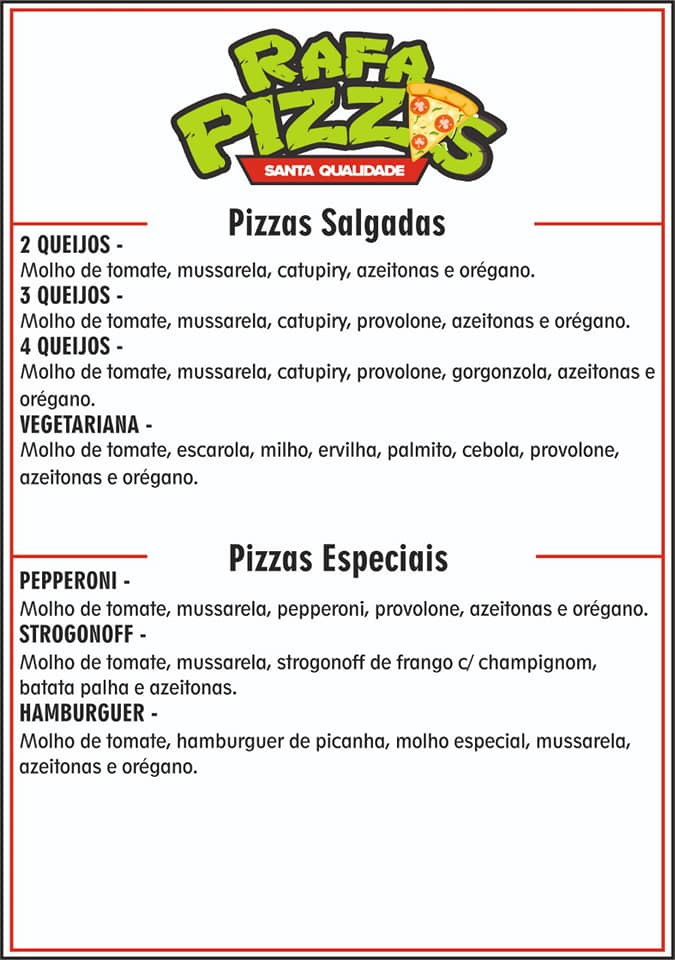 RAFA
PIZZAS
SANTA QUALIDADE
Pizzas Salgadas
2 QUEIJOS -
Molho de tomate, mussarela, catupiry, azeitonas e orégano.
3 QUEIJOS -
Molho de tomate, mussarela, catupiry, provolone, azeitonas e orégano.
4 QUEIJOS -
Molho de tomate, mussarela, catupiry, provolone, gorgonzola, azeitonas e
orégano.
VEGETARIANA -
Molho de tomate, escarola, milho, ervilha, palmito, cebola, provolone,
azeitonas e orégano.
Pizzas Especiais
PEPPERONI -
Molho de tomate, mussarela, pepperoni, provolone, azeitonas e orégano.
STROGONOFF -
Molho de tomate, mussarela, strogonoff de frango c/ champignom,
batata palha e azeitonas.
HAMBURGUER -
Molho de tomate, hamburguer de picanha, molho especial, mussarela,
azeitonas e orégano.